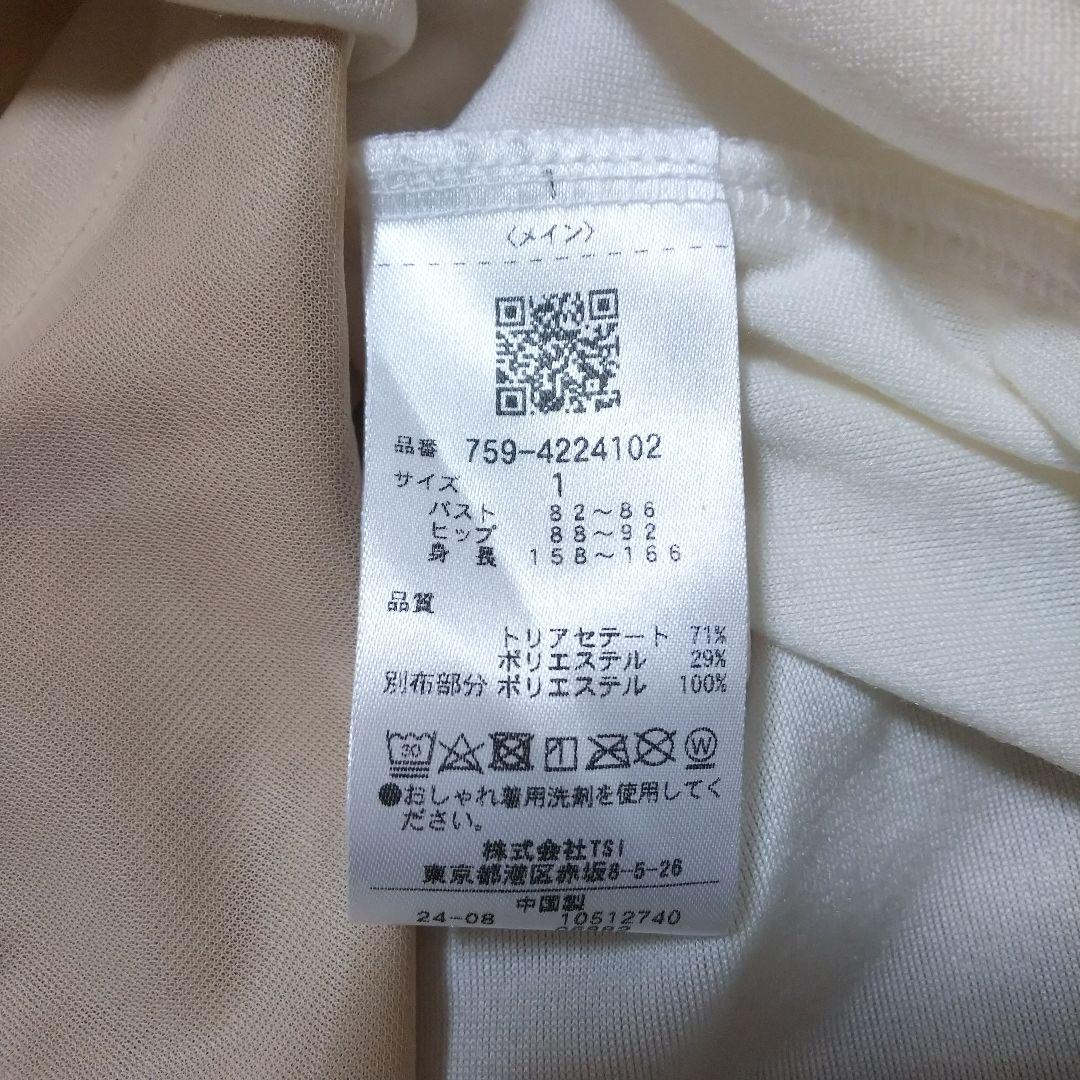 〈メイン〉
品番 759-4224102
サイズ 1
バスト 82〜86
ヒップ 88〜92
身長 158〜166
品質
トリアセテート 71%
ポリエステル 29%
別布部分 ポリエステル 100%
30 W
●おしゃれ着用洗剤を使用してく
ださい。
株式会社TSI
東京都港区赤坂8-5-26
中国製
24-08 10512740